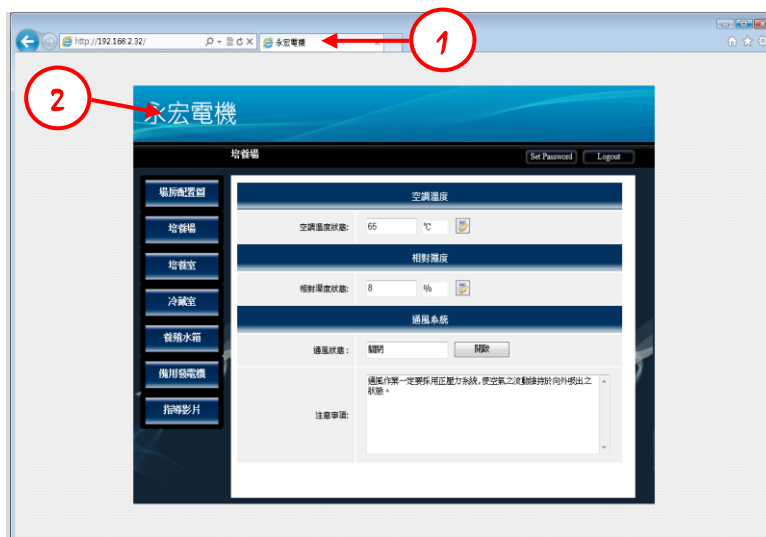 http://192.168.2.32/
永宏電機
1
2
永宏電機
培養場
Set Password
Logout
場房配置圖
培養場
培養室
冷藏室
養殖水箱
備用發電機
指導影片
空調溫度
空調溫度狀態:
65
℃
相對濕度
相對濕度狀態:
8
%
通風系統
通風狀態:
關閉
開啟
注意事項:
通風作業一定要採用正壓力系統,使空氣之流動維持於向外吸出之
狀態。